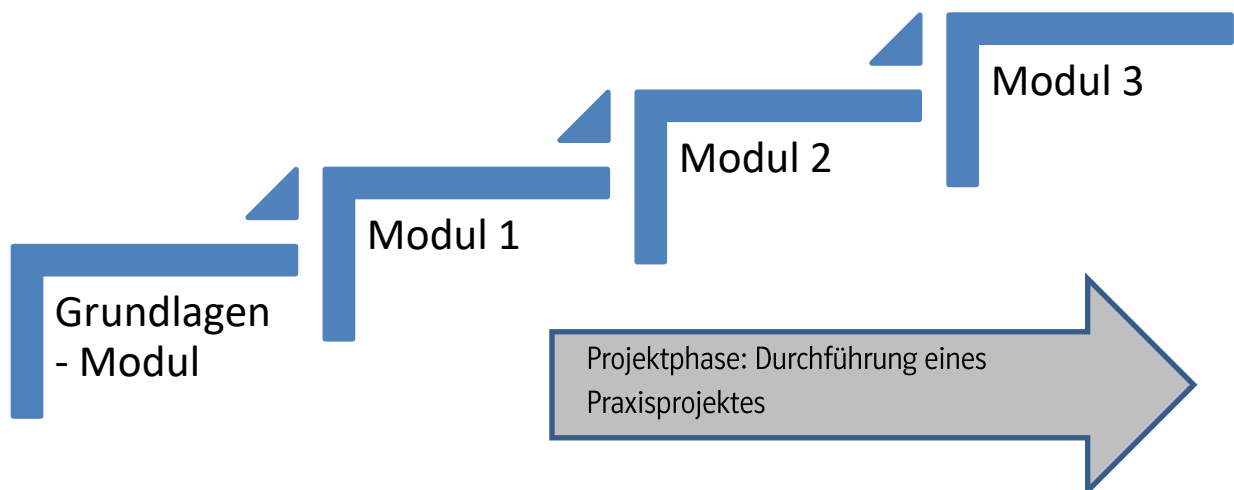 Grundlagen
- Modul
Modul 1
Modul 2
Modul 3
Projektphase: Durchführung eines
Praxisprojektes